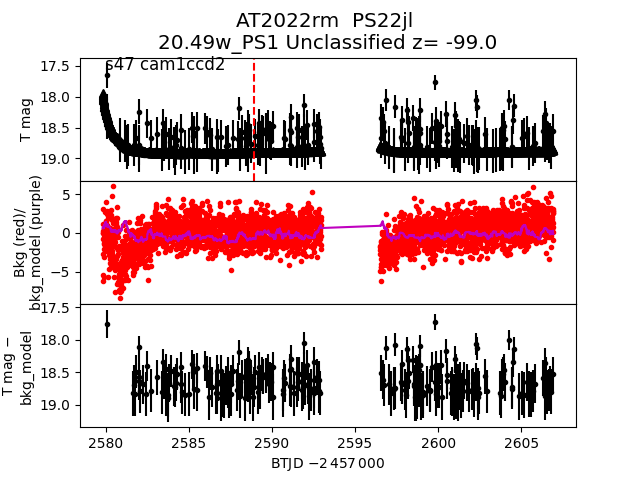 AT2022rm  PS22jl
20.49w_PS1 Unclassified z= -99.0
s47 cam1ccd2
T mag
17.5
18.0
18.5
19.0
Bkg (red)/
bkg_model (purple)
5
0
−5
T mag −
bkg_model
17.5
18.0
18.5
19.0
2580
2585
2590
2595
2600
2605
BTJD −2 457 000